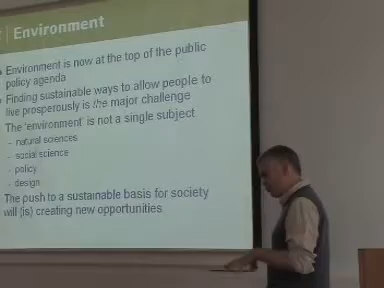 Environment
Environment is now at the top of the public
policy agenda
Finding sustainable ways to allow people to
live prosperously is the major challenge
The 'environment' is not a single subject
- natural sciences
- social science
- policy
- design
The push to a sustainable basis for society
will (is) creating new opportunities